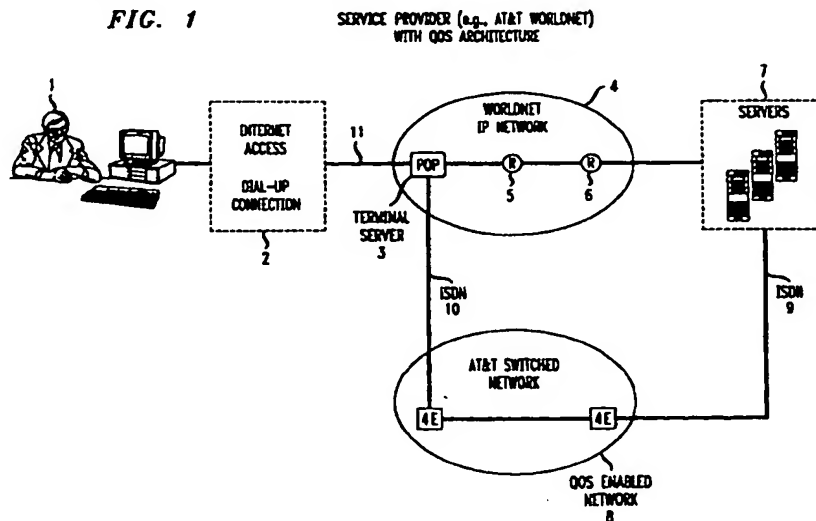 FIG. 1
SERVICE PROVIDER (e.g., AT&T WORLDNET)
WITH QOS ARCHITECTURE
1
INTERNET
ACCESS
DIAL-UP
CONNECTION
2
11
4
WORLDNET
IP NETWORK
POP
R
R
5
6
TERMINAL
SERVER
3
7
SERVERS
ISDN
10
ISDN
9
AT&T SWITCHED
NETWORK
4E
4E
QOS ENABLED
NETWORK
8